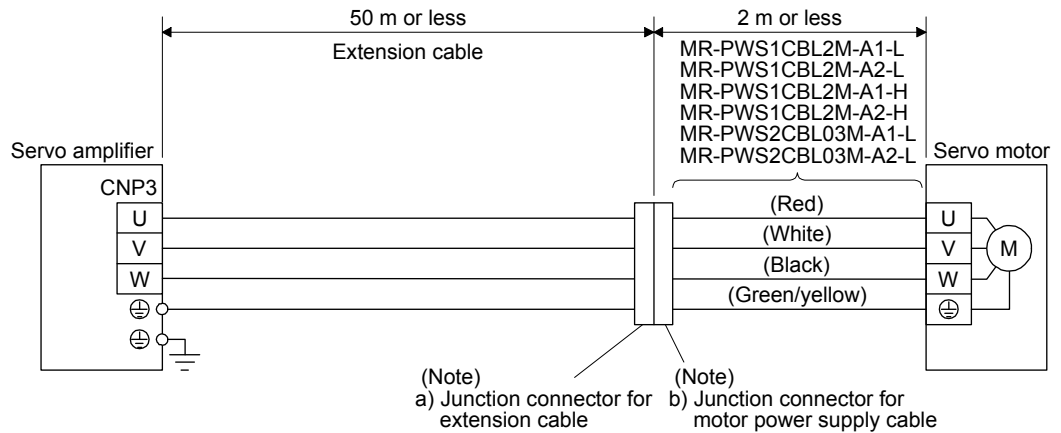 50 m or less
2 m or less
Extension cable
MR-PWS1CBL2M-A1-L
MR-PWS1CBL2M-A2-L
MR-PWS1CBL2M-A1-H
MR-PWS1CBL2M-A2-H
MR-PWS2CBL03M-A1-L
MR-PWS2CBL03M-A2-L
Servo amplifier
Servo motor
CNP3
U
(Red)
U
V
(White)
V
M
W
(Black)
W
(Green/yellow)
(Note)
a) Junction connector for
extension cable
(Note)
b) Junction connector for
motor power supply cable